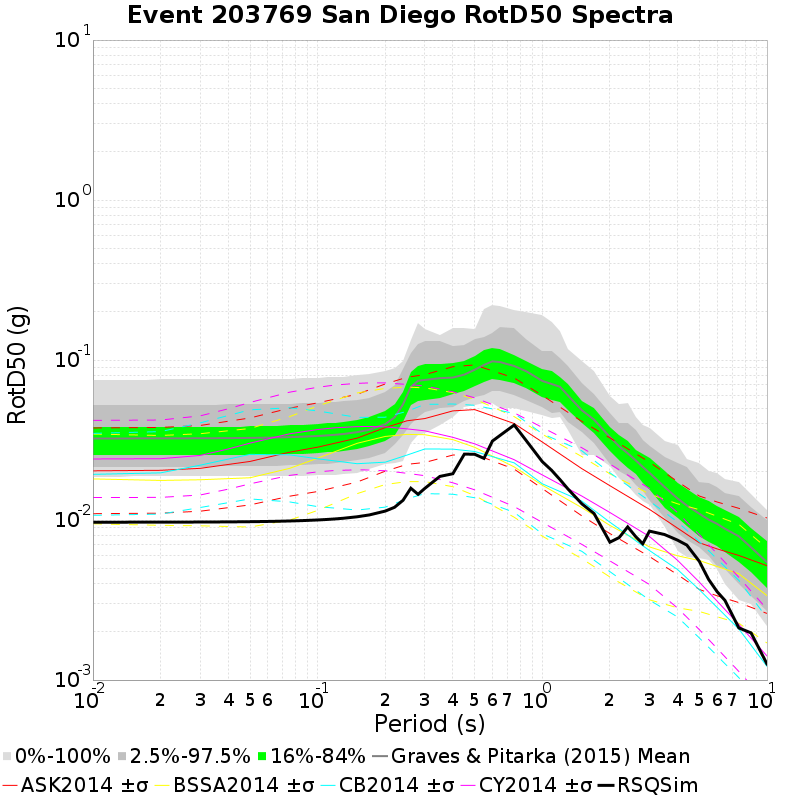 Event 203769 San Diego RotD50 Spectra
10^1
10^0
10^-1
10^-2
10^-3
RotD50 (g)
10^-2 2 3 4 5 6 10^-1 2 3 4 5 6 7 10^0 2 3 4 5 6 7 10^1
Period (s)
0%-100% 2.5%-97.5% 16%-84% Graves & Pitarka (2015) Mean
ASK2014 ±σ BSSA2014 ±σ CB2014 ±σ CY2014 ±σ RSQSim